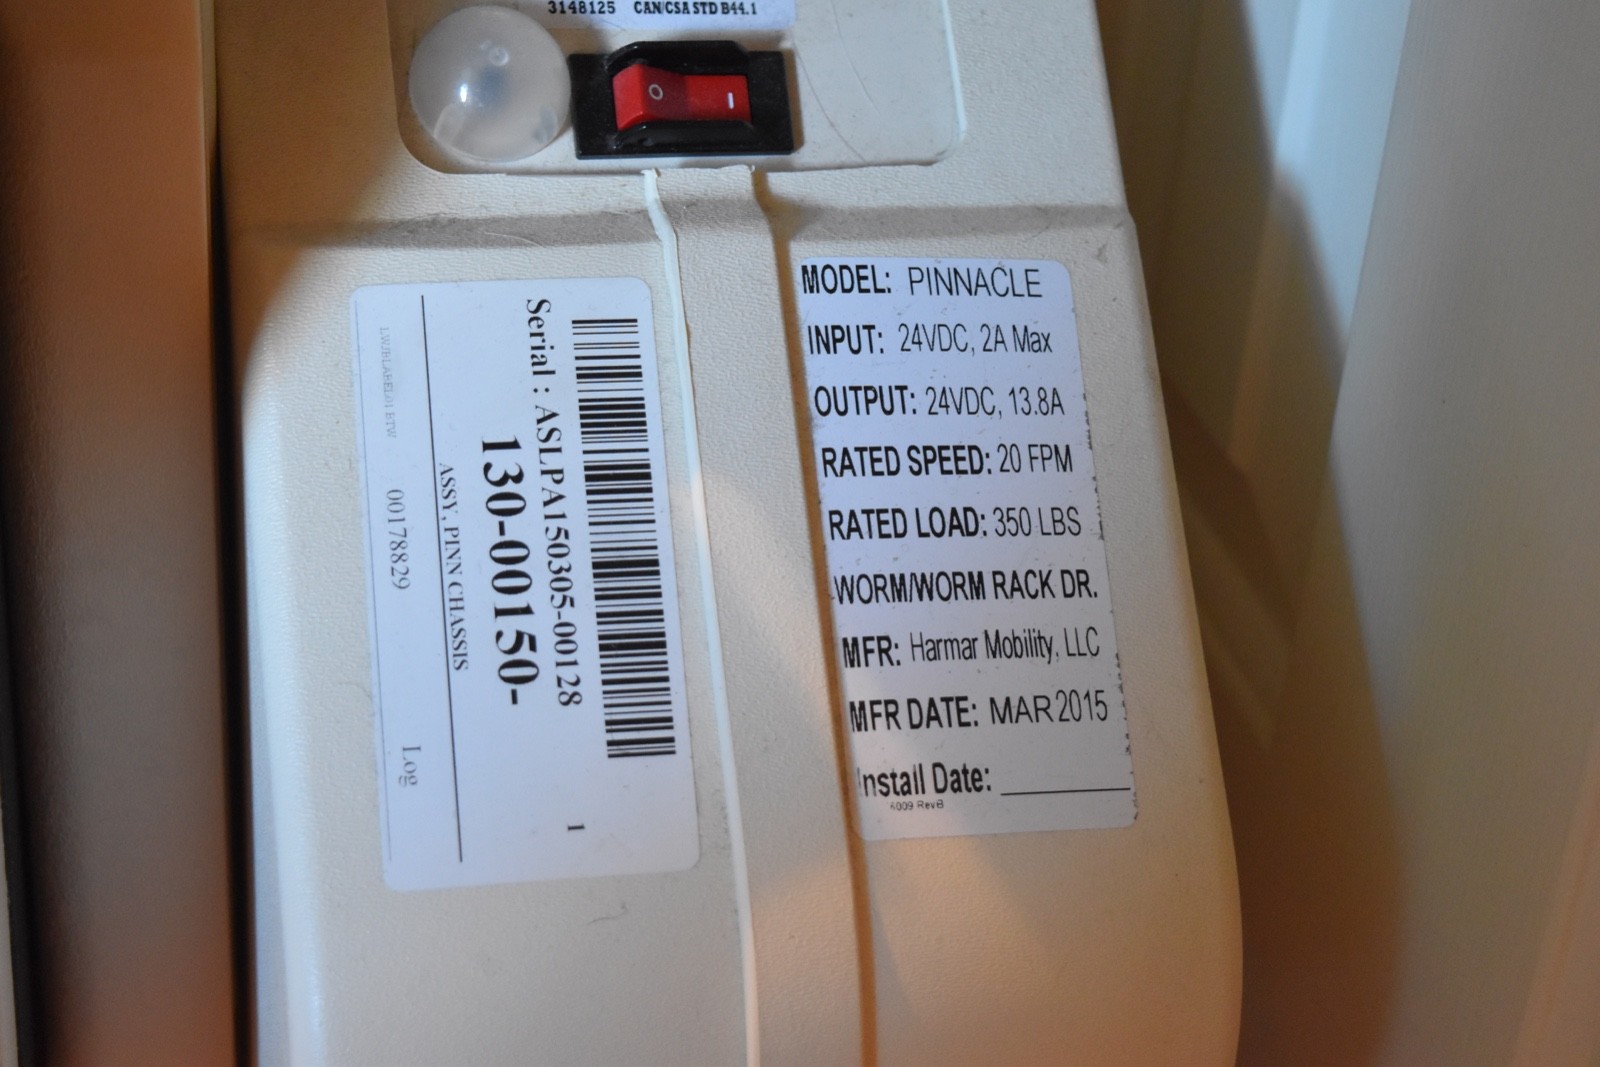 3148125 CAN/CSA STD B44.1
O I
MODEL: PINNACLE
INPUT: 24VDC, 2A Max
OUTPUT: 24VDC, 13.8A
RATED SPEED: 20 FPM
RATED LOAD: 350 LBS
WORM/WORM RACK DR.
MFR: Harmar Mobility, LLC
MFR DATE: MAR 2015
Install Date:
4009 RevB
Serial : ASLPA150305-00128
130-00150-
1
ASSY, PINN CHASSIS
00178829 Log